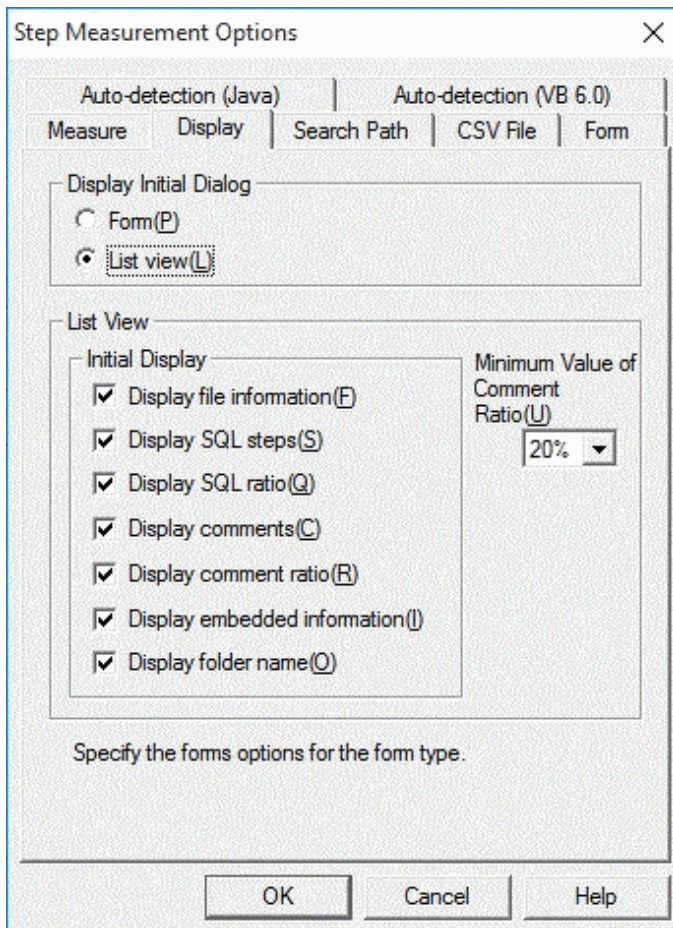 Step Measurement Options
Auto-detection (Java)
Auto-detection (VB 6.0)
Measure
Display
Search Path
CSV File
Form
Display Initial Dialog
Form(P)
List view(L)
List View
Initial Display
Display file information(F)
Display SQL steps(S)
Display SQL ratio(Q)
Display comments(C)
Display comment ratio(R)
Display embedded information(I)
Display folder name(O)
Minimum Value of
Comment
Ratio(U)
20%
Specify the forms options for the form type.
OK
Cancel
Help